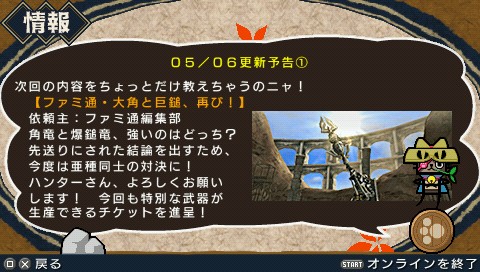 情報
05／06更新予告①
次回の内容をちょっとだけ教えちゃうのニャ！
【ファミ通・大角と巨鎚、再び！】
依頼主：ファミ通編集部
角竜と爆鎚竜、強いのはどっち？
先送りにされた結論を出すため、
今度は亜種同士の対決に！
ハンターさん、よろしくお願い
します！　今回も特別な武器が
生産できるチケットを進呈！
戻る
START オンラインを終了